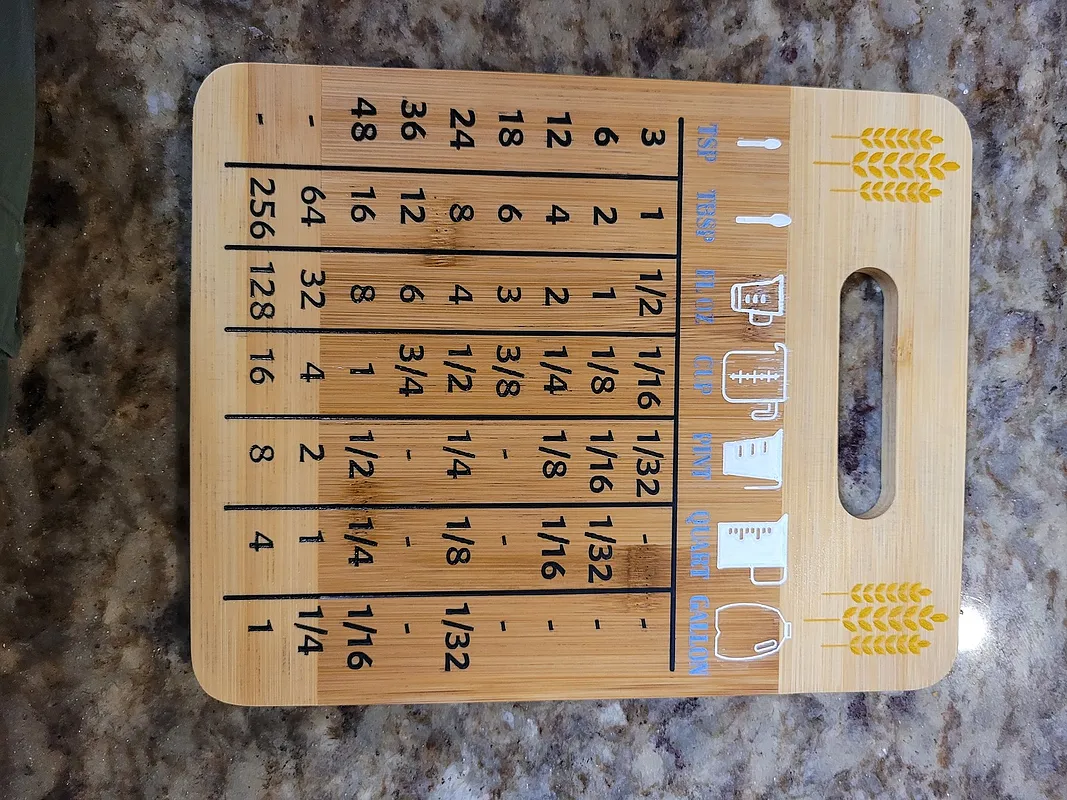 TSP TBSP FL OZ CUP PINT QUART GALLON
3 1 1/2 1/16 1/32 - -
6 2 1 1/8 1/16 1/32 -
12 4 2 1/4 1/8 1/16 -
18 6 3 3/8 - - -
24 8 4 1/2 1/4 1/8 1/32
36 12 6 3/4 - - -
48 16 8 1 1/2 1/4 1/16
- 64 32 4 2 1 1/4
- 256 128 16 8 4 1